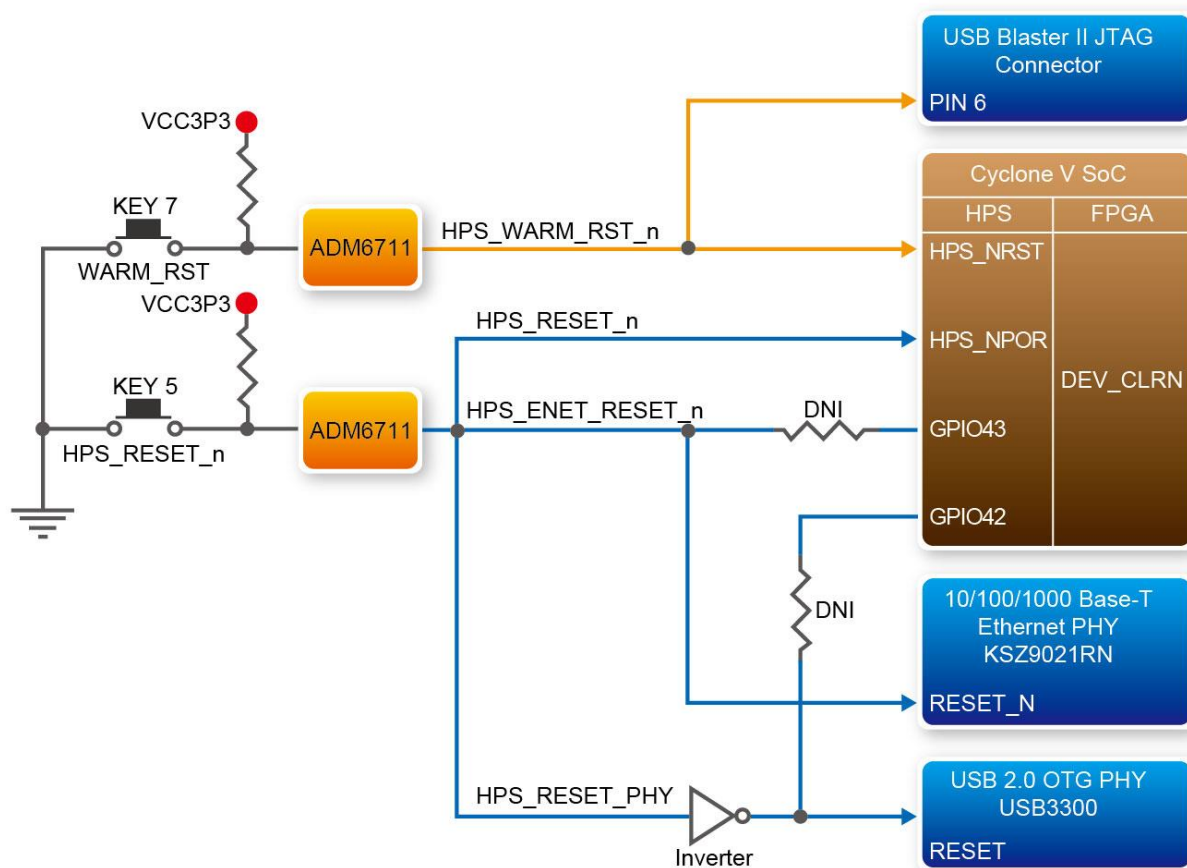 USB Blaster II JTAG
Connector
PIN 6
VCC3P3
KEY 7
WARM_RST
ADM6711
HPS_WARM_RST_n
Cyclone V SoC
HPS
FPGA
HPS_NRST
HPS_NPOR
DEV_CLRN
GPIO43
GPIO42
VCC3P3
KEY 5
HPS_RESET_n
ADM6711
HPS_RESET_n
HPS_ENET_RESET_n
DNI
DNI
10/100/1000 Base-T
Ethernet PHY
KSZ9021RN
RESET_N
HPS_RESET_PHY
Inverter
USB 2.0 OTG PHY
USB3300
RESET